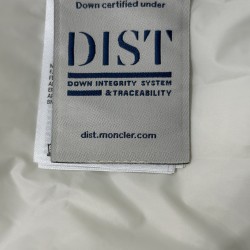 Down certified under
DIST
DOWN INTEGRITY SYSTEM
& TRACEABILITY
dist.moncler.com